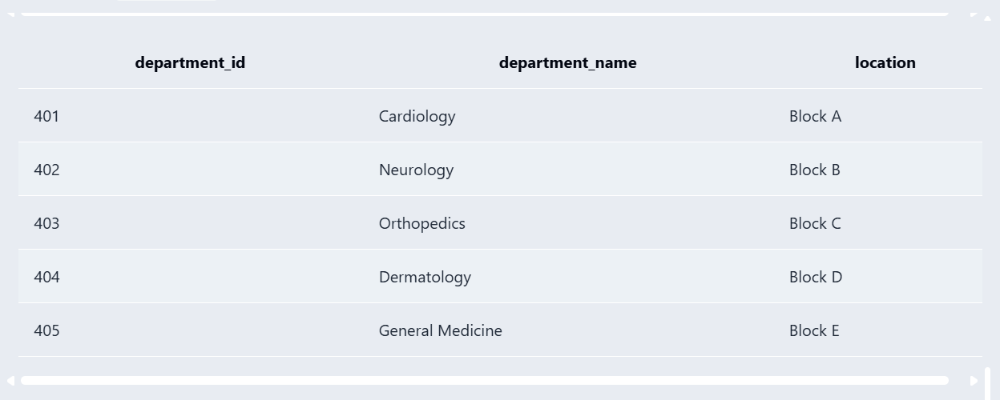 department_id department_name location
401 Cardiology Block A
402 Neurology Block B
403 Orthopedics Block C
404 Dermatology Block D
405 General Medicine Block E